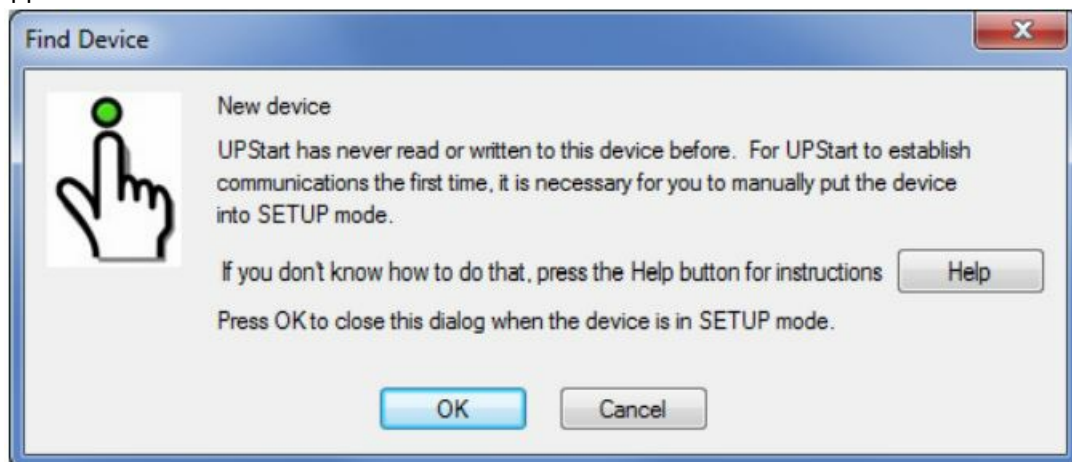 Find Device
New device
UPStart has never read or written to this device before. For UPStart to establish
communications the first time, it is necessary for you to manually put the device
into SETUP mode.
If you don't know how to do that, press the Help button for instructions Help
Press OK to close this dialog when the device is in SETUP mode.
OK Cancel